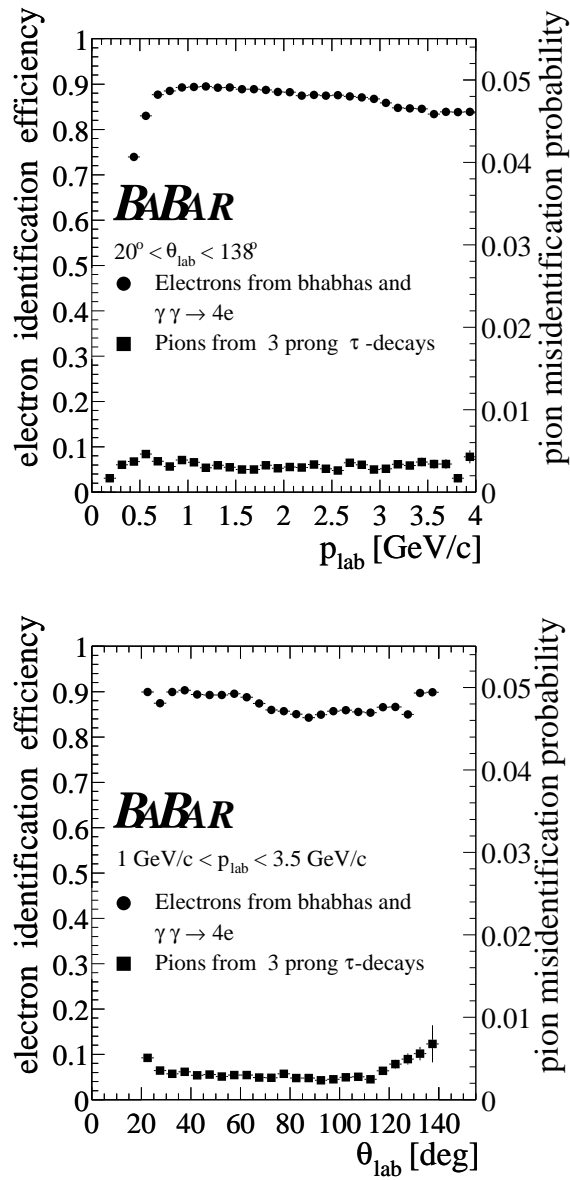 electron identification efficiency
pion misidentification probability
1
0.9
0.8
0.7
0.6
0.5
0.4
0.3
0.2
0.1
0
0.05
0.04
0.03
0.02
0.01
0
BABAR
20° < θlab < 138°
Electrons from bhabhas and
γ γ → 4e
Pions from 3 prong τ -decays
0 0.5 1 1.5 2 2.5 3 3.5 4
plab [GeV/c]
electron identification efficiency
pion misidentification probability
1
0.9
0.8
0.7
0.6
0.5
0.4
0.3
0.2
0.1
0
0.05
0.04
0.03
0.02
0.01
0
BABAR
1 GeV/c < plab < 3.5 GeV/c
Electrons from bhabhas and
γ γ → 4e
Pions from 3 prong τ-decays
0 20 40 60 80 100 120 140
θlab [deg]